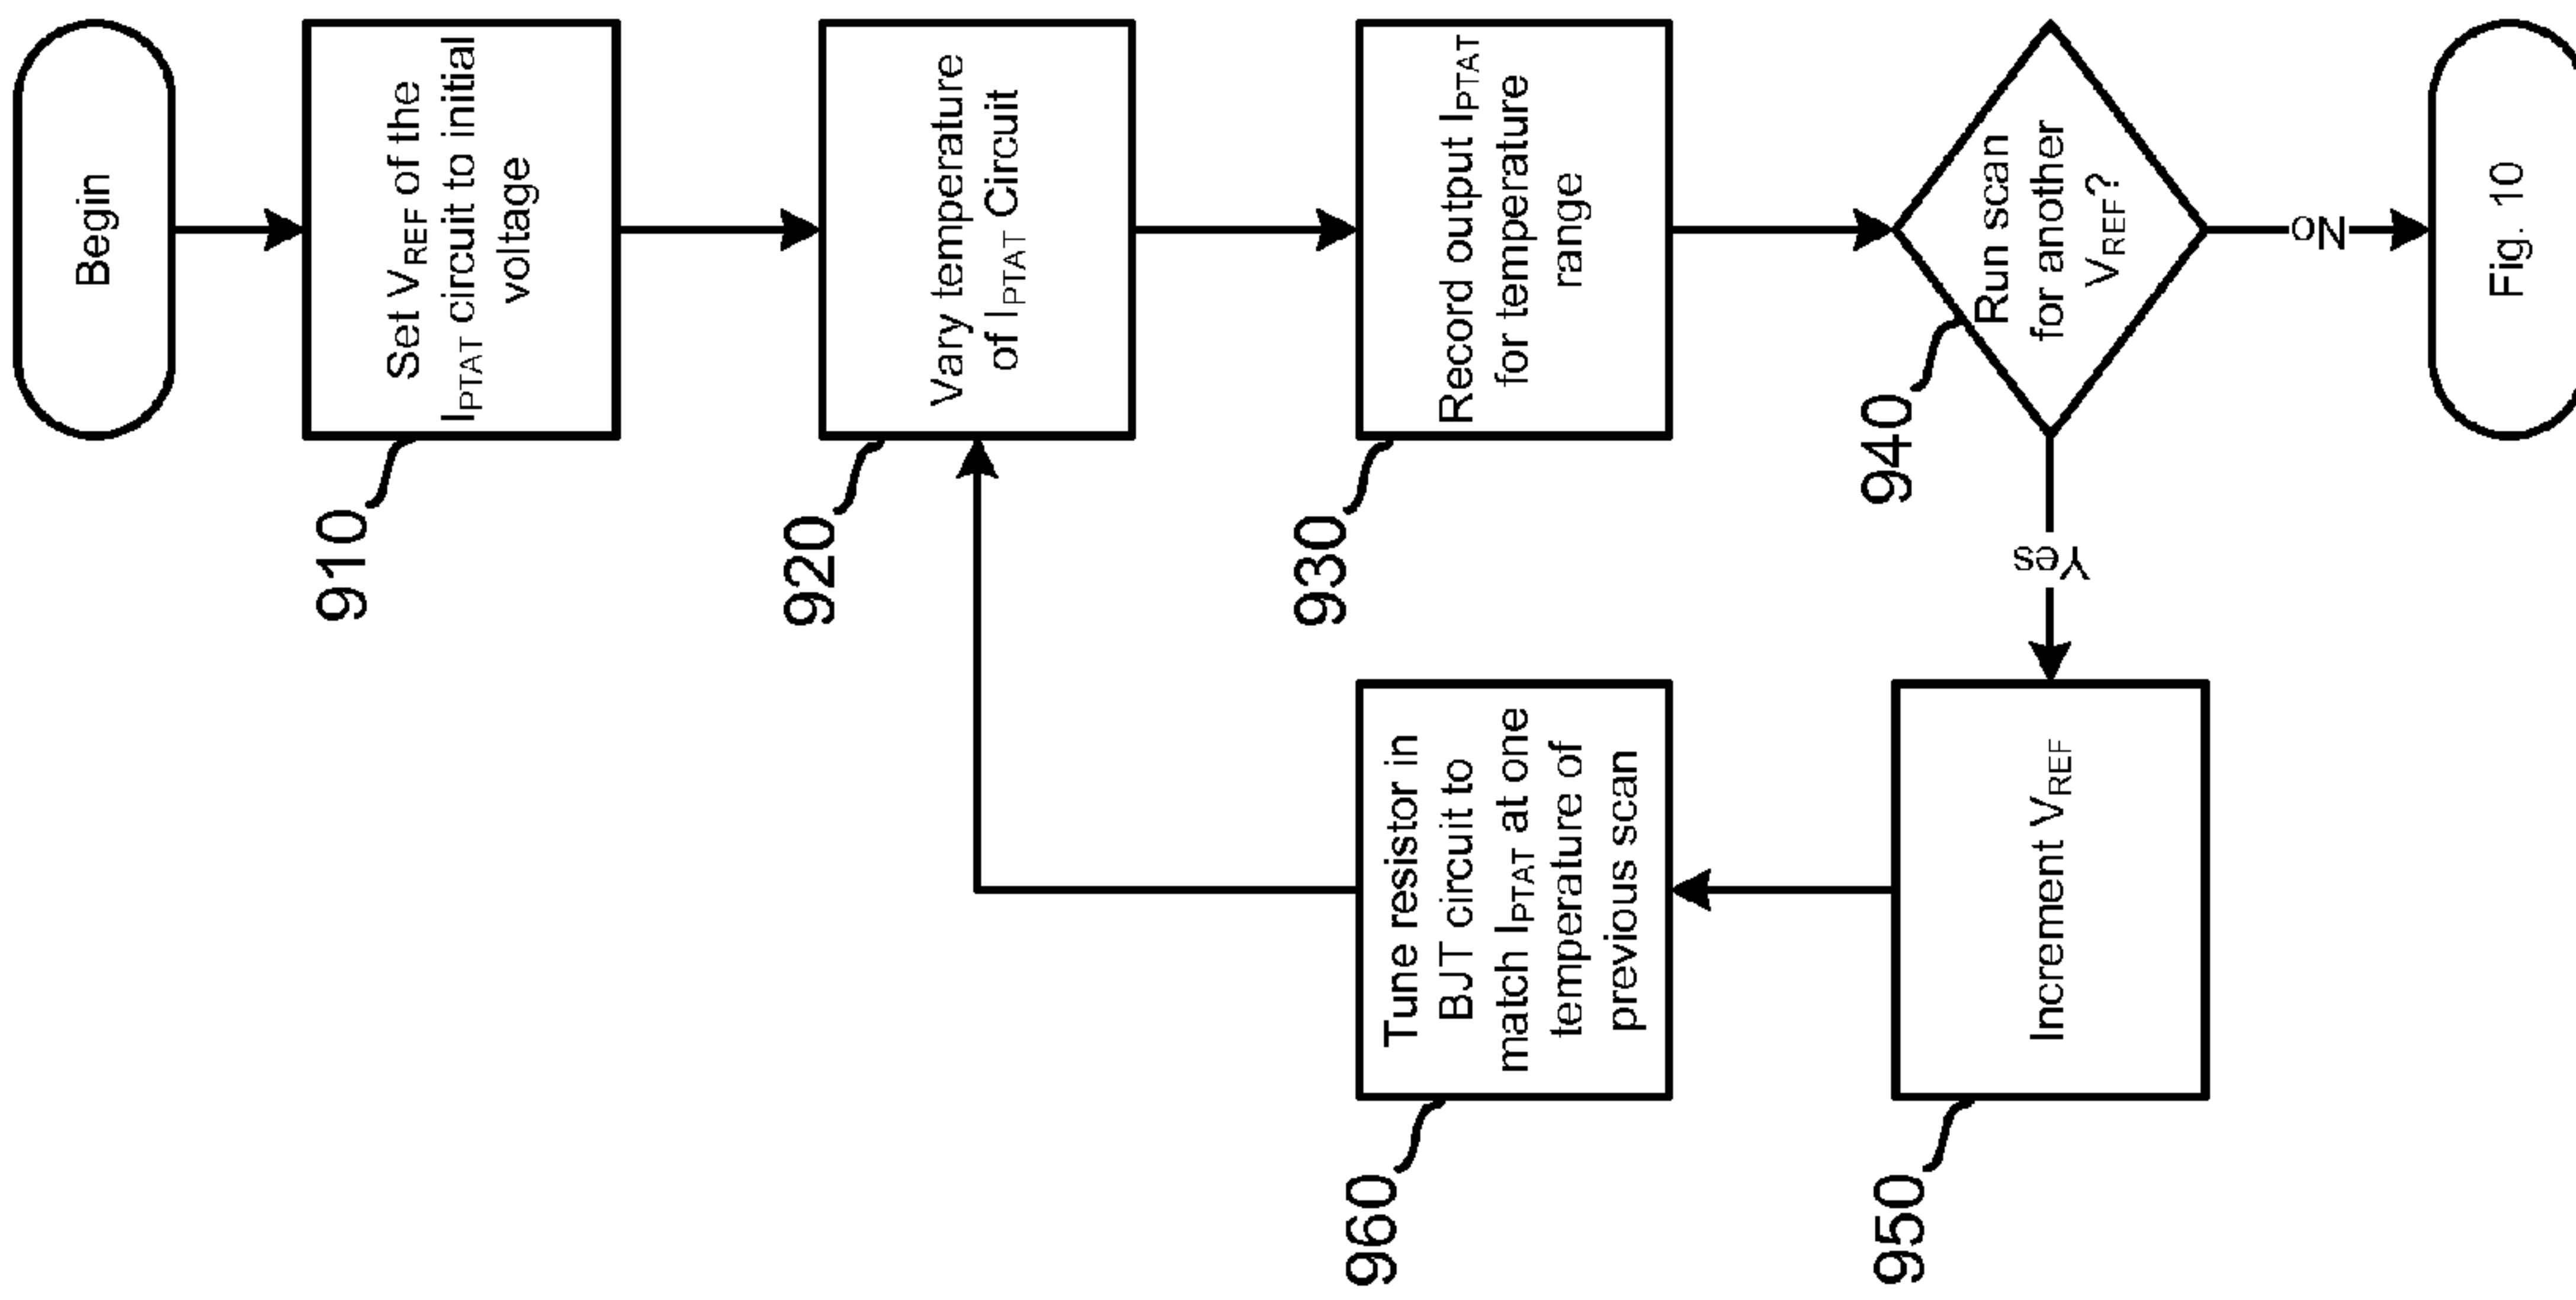 Begin
910
Set VREF of the
IPTAT circuit to initial
voltage
920
Vary temperature
of IPTAT Circuit
930
Record output IPTAT
for temperature
range
940
Run scan
for another
VREF?
Yes
No
950
Increment VREF
960
Tune resistor in
BJT circuit to
match IPTAT at one
temperature of
previous scan
Fig. 10